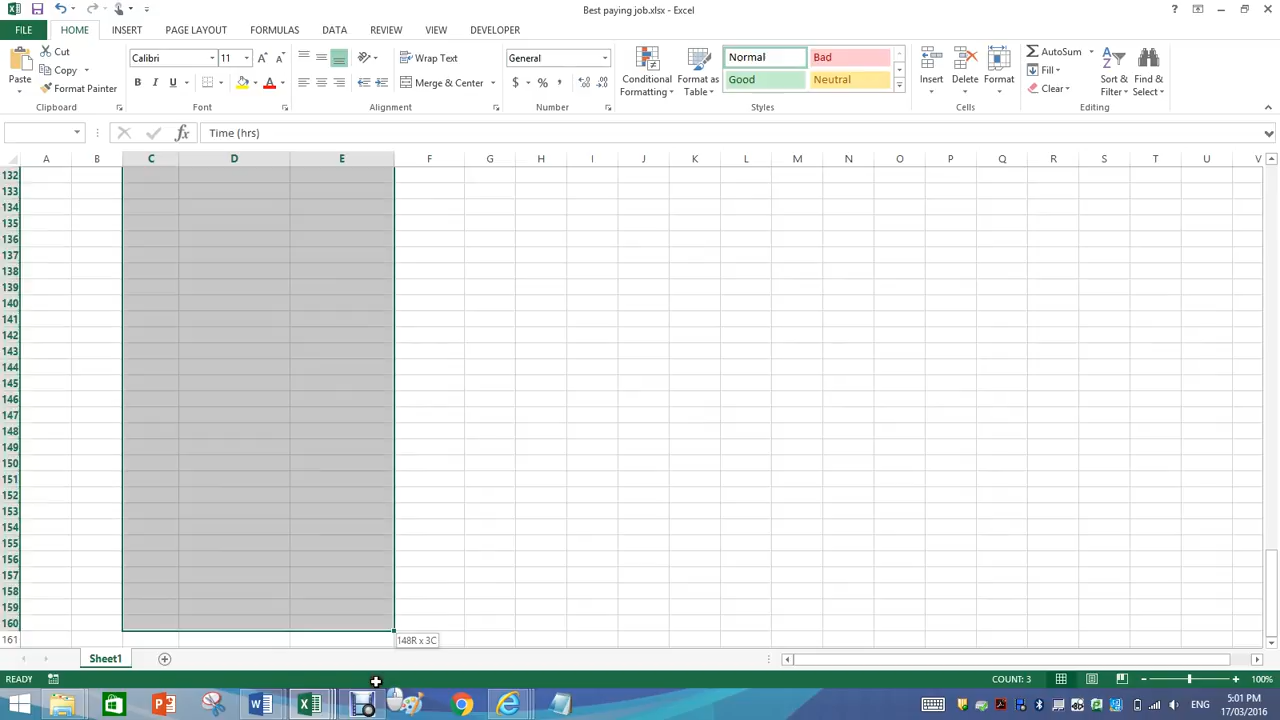 Best paying job.xlsx - Excel
FILE HOME INSERT PAGE LAYOUT FORMULAS DATA REVIEW VIEW DEVELOPER
Paste
Cut
Copy
Format Painter
Clipboard
Calibri 11
B I U
Font
Wrap Text
Merge & Center
Alignment
General
$ % ,
Number
Conditional Formatting
Format as Table
Normal Bad
Good Neutral
Styles
Insert Delete Format
Cells
AutoSum
Fill
Clear
Sort & Filter
Find & Select
Editing
fx Time (hrs)
A B C D E F G H I J K L M N O P Q R S T U V
132
133
134
135
136
137
138
139
140
141
142
143
144
145
146
147
148
149
150
151
152
153
154
155
156
157
158
159
160
161
148R x 3C
Sheet1
READY COUNT: 3 100%
ENG 5:01 PM
17/03/2016